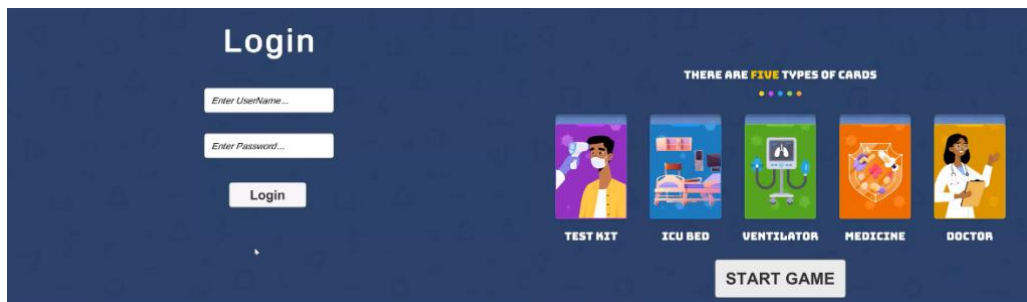 Login
Enter UserName...
Enter Password...
Login
THERE ARE FIVE TYPES OF CARDS
TEST KIT
ICU BED
VENTILATOR
MEDICINE
DOCTOR
START GAME